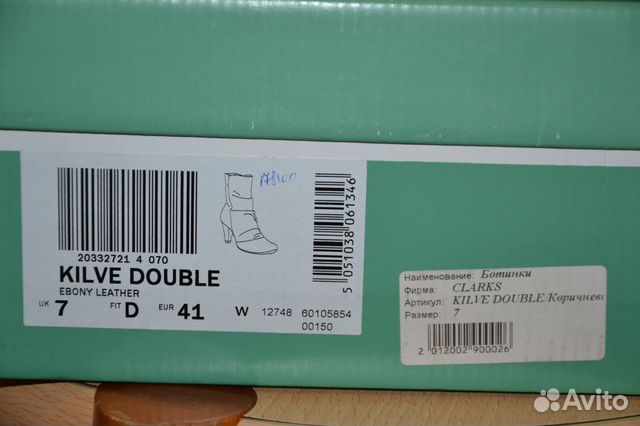 20332721 4 070
KILVE DOUBLE
EBONY LEATHER
UK 7 FIT D EUR 41 W 12748 60105854
00150
5 051038 061346
Наименование: Ботинки
Фирма: CLARKS
Артикул: KILVE DOUBLE/Коричневы
Размер: 7
2 012002 900026
Avito